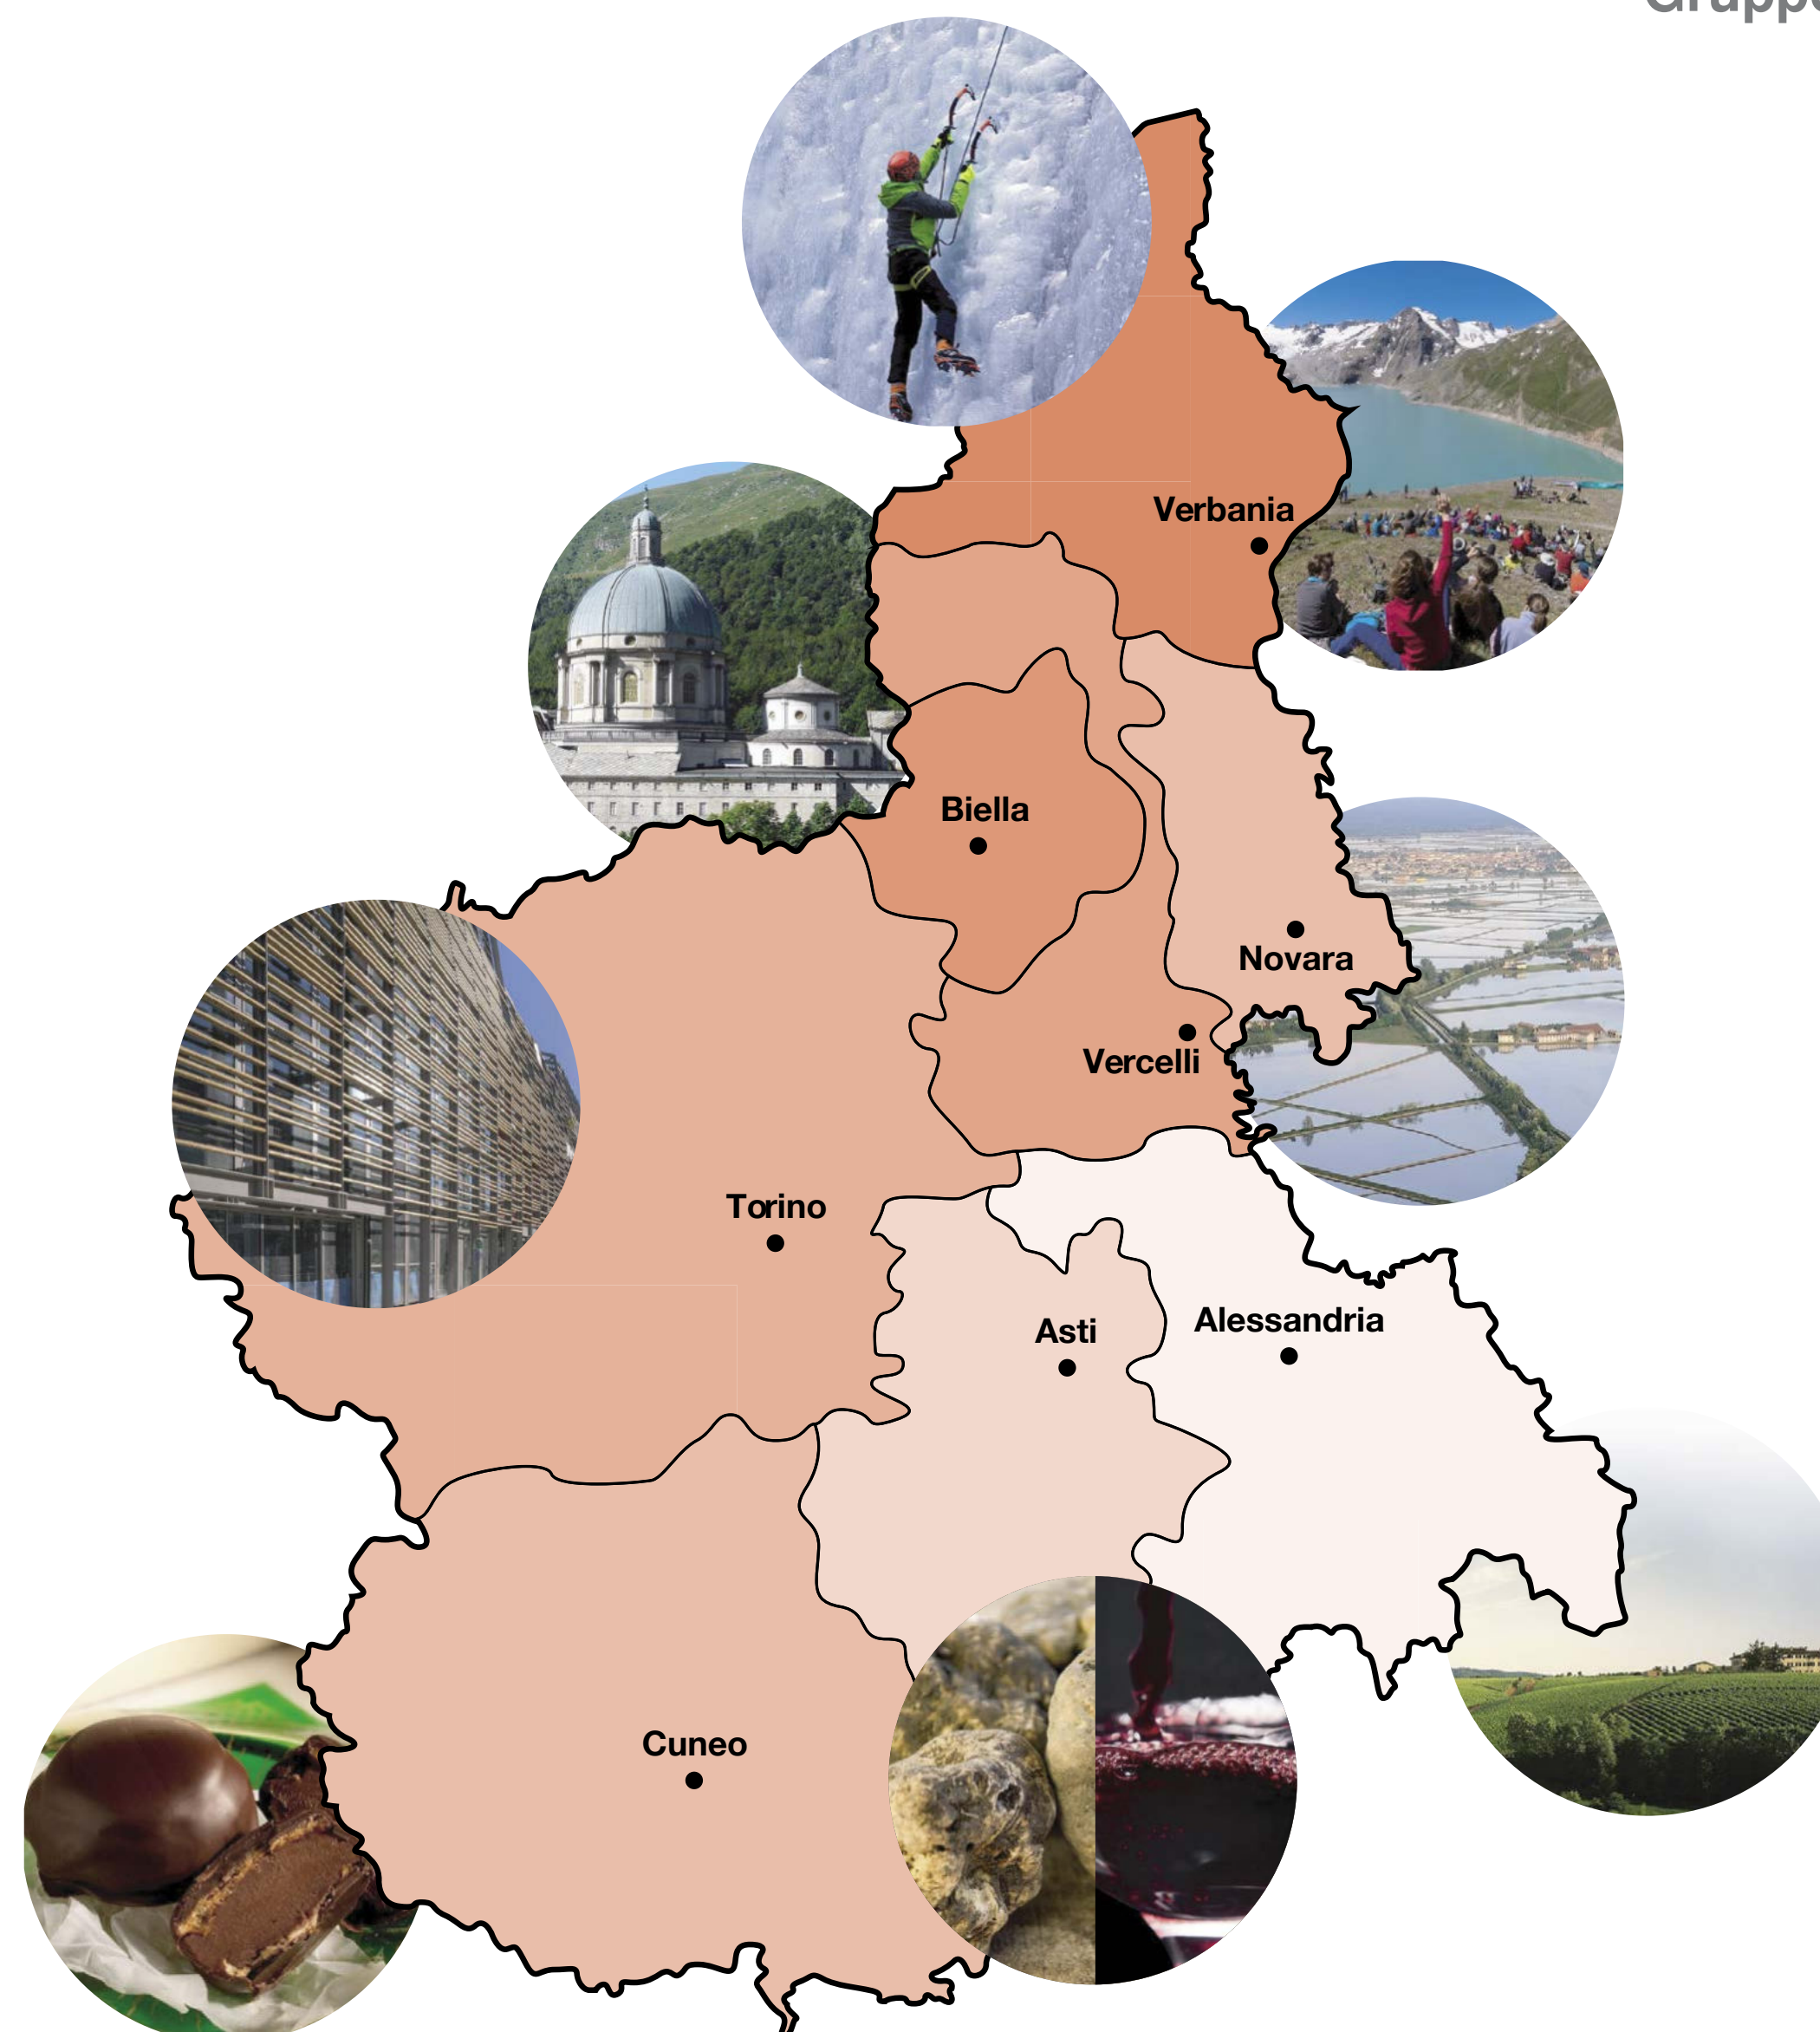 Verbania
Biella
Novara
Vercelli
Torino
Asti
Alessandria
Cuneo